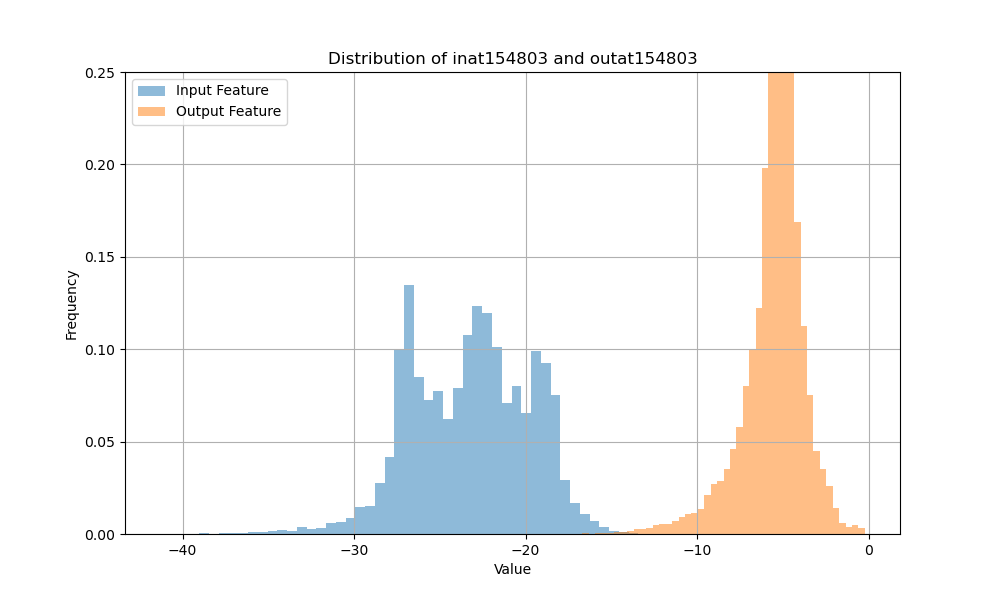 Distribution of inat154803 and outat154803
Input Feature
Output Feature
Frequency
0.25
0.20
0.15
0.10
0.05
0.00
−40
−30
−20
−10
0
Value